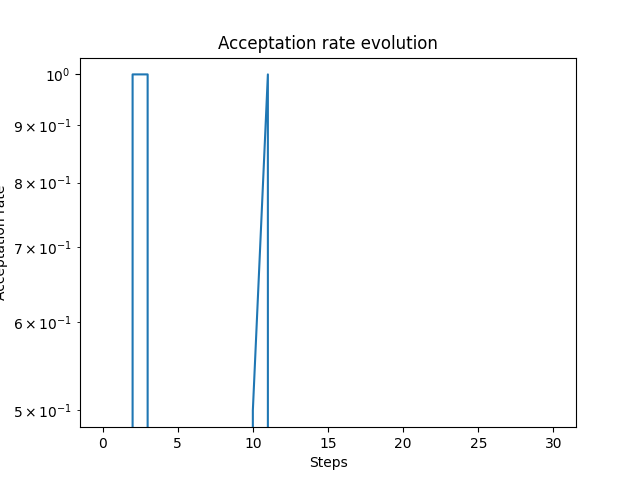 Acceptation rate evolution
10⁰
9 × 10⁻¹
8 × 10⁻¹
7 × 10⁻¹
6 × 10⁻¹
5 × 10⁻¹
Acceptation rate
0 5 10 15 20 25 30
Steps